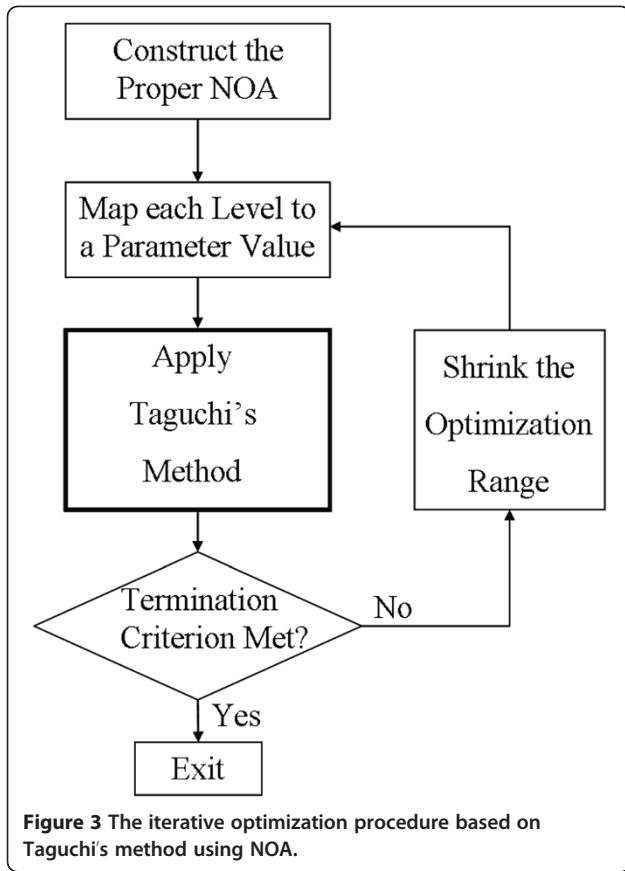 Construct the
Proper NOA
Map each Level to
a Parameter Value
Apply
Taguchi's
Method
Shrink the
Optimization
Range
Termination
Criterion Met?
No
Yes
Exit
Figure 3 The iterative optimization procedure based on
Taguchi's method using NOA.